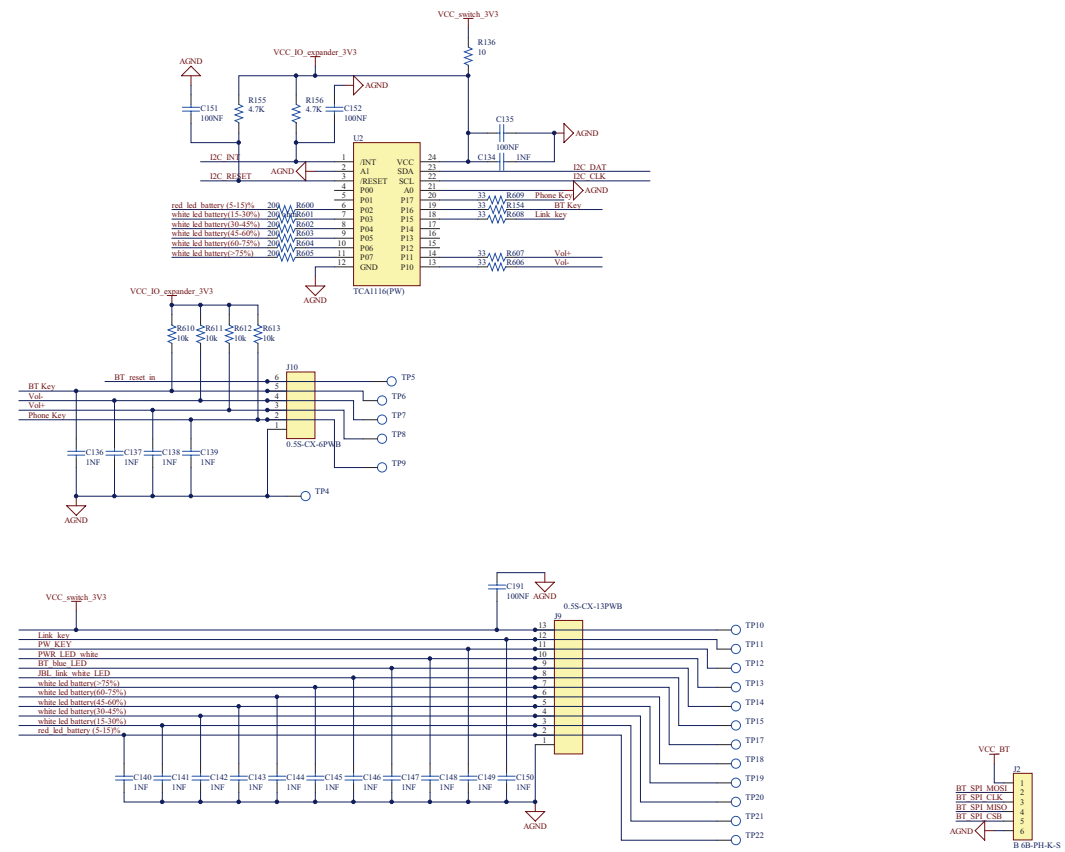 VCC_switch_3V3
R136
10
VCC_IO_expander_3V3
AGND
AGND
C151
100NF
R155
4.7K
R156
4.7K
C152
100NF
C135
100NF
AGND
C134
1NF
U2
I2C_INT
1
/INT
VCC
24
AGND
2
A1
SDA
23
I2C_DAT
I2C_RESET
3
/RESET
SCL
22
I2C_CLK
4
P00
A0
21
AGND
5
P01
P17
20
33
R609
Phone Key
red_led_battery (5-15)%
200
R600
6
P02
P16
19
33
R154
BT Key
white led battery(15-30%)
R601
7
P03
P15
18
33
R608
Link_key
white led battery(30-45%)
200
R602
8
P04
P14
17
white led battery(45-60%)
200
R603
9
P05
P13
16
white led battery(60-75%)
200
R604
10
P06
P12
15
white led battery(>75%)
200
R605
11
P07
P11
14
33
R607
Vol+
12
GND
P10
13
33
R606
Vol-
AGND
TCA1116(PW)
VCC_IO_expander_3V3
R610
10k
R611
10k
R612
10k
R613
10k
J10
BT_reset_in
6
TP5
BT Key
5
TP6
Vol-
4
TP7
Vol+
3
TP8
Phone Key
2
1
0.5S-CX-6PWB
C136
1NF
C137
1NF
C138
1NF
C139
1NF
TP9
TP4
AGND
C191
100NF
AGND
VCC_switch_3V3
0.5S-CX-13PWB
J9
13
TP10
Link_key
12
TP11
PW_KEY
11
TP12
PWR_LED_white
10
TP13
BT_blue_LED
9
TP14
JBL_link_white_LED
8
TP15
white led battery(>75%)
7
TP17
white led battery(60-75%)
6
TP18
white led battery(45-60%)
5
TP19
white led battery(30-45%)
4
TP20
white led battery(15-30%)
3
TP21
red_led_battery (5-15)%
2
TP22
1
C140
1NF
C141
1NF
C142
1NF
C143
1NF
C144
1NF
C145
1NF
C146
1NF
C147
1NF
C148
1NF
C149
1NF
C150
1NF
AGND
VCC_BT
J2
1
BT_SPI_MOSI
2
BT_SPI_CLK
3
BT_SPI_MISO
4
BT_SPI_CSB
5
AGND
6
B 6B-PH-K-S